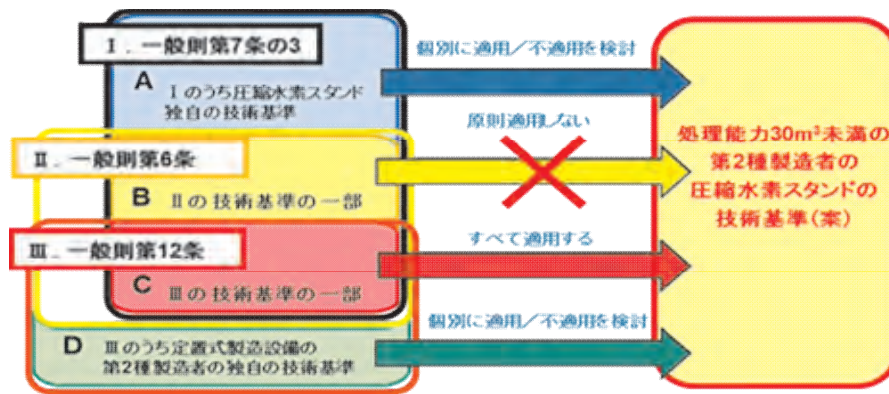 Ⅰ．一般則第7条の3
A
Ⅰのうち圧縮水素スタンド
独自の技術基準
Ⅱ．一般則第6条
B
Ⅱの技術基準の一部
Ⅲ．一般則第12条
C
Ⅲの技術基準の一部
D
Ⅲのうち定置式製造設備の
第2種製造者の独自の技術基準
個別に適用／不適用を検討
原則適用しない
すべて適用する
個別に適用／不適用を検討
処理能力30m³未満の
第2種製造者の
圧縮水素スタンドの
技術基準（案）